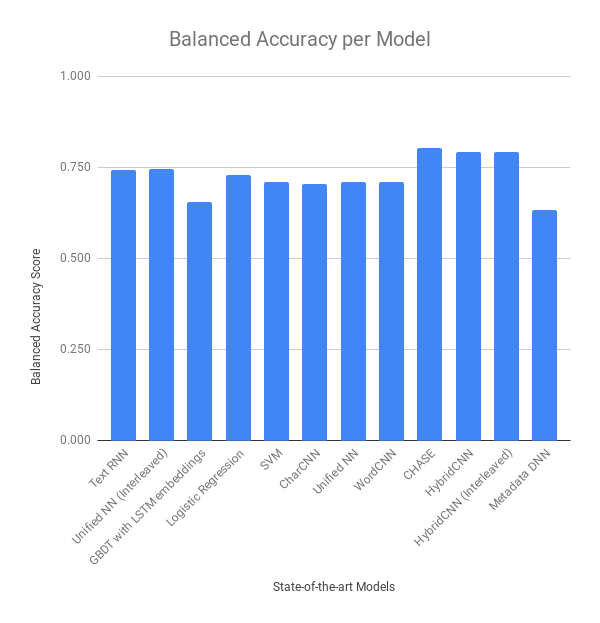 Balanced Accuracy per Model
1.000
0.750
0.500
0.250
0.000
Balanced Accuracy Score
Text RNN
Unified NN (Interleaved)
GBDT with LSTM embeddings
Logistic Regression
SVM
CharCNN
Unified NN
WordCNN
CHASE
HybridCNN
HybridCNN (Interleaved)
Metadata DNN
State-of-the-art Models